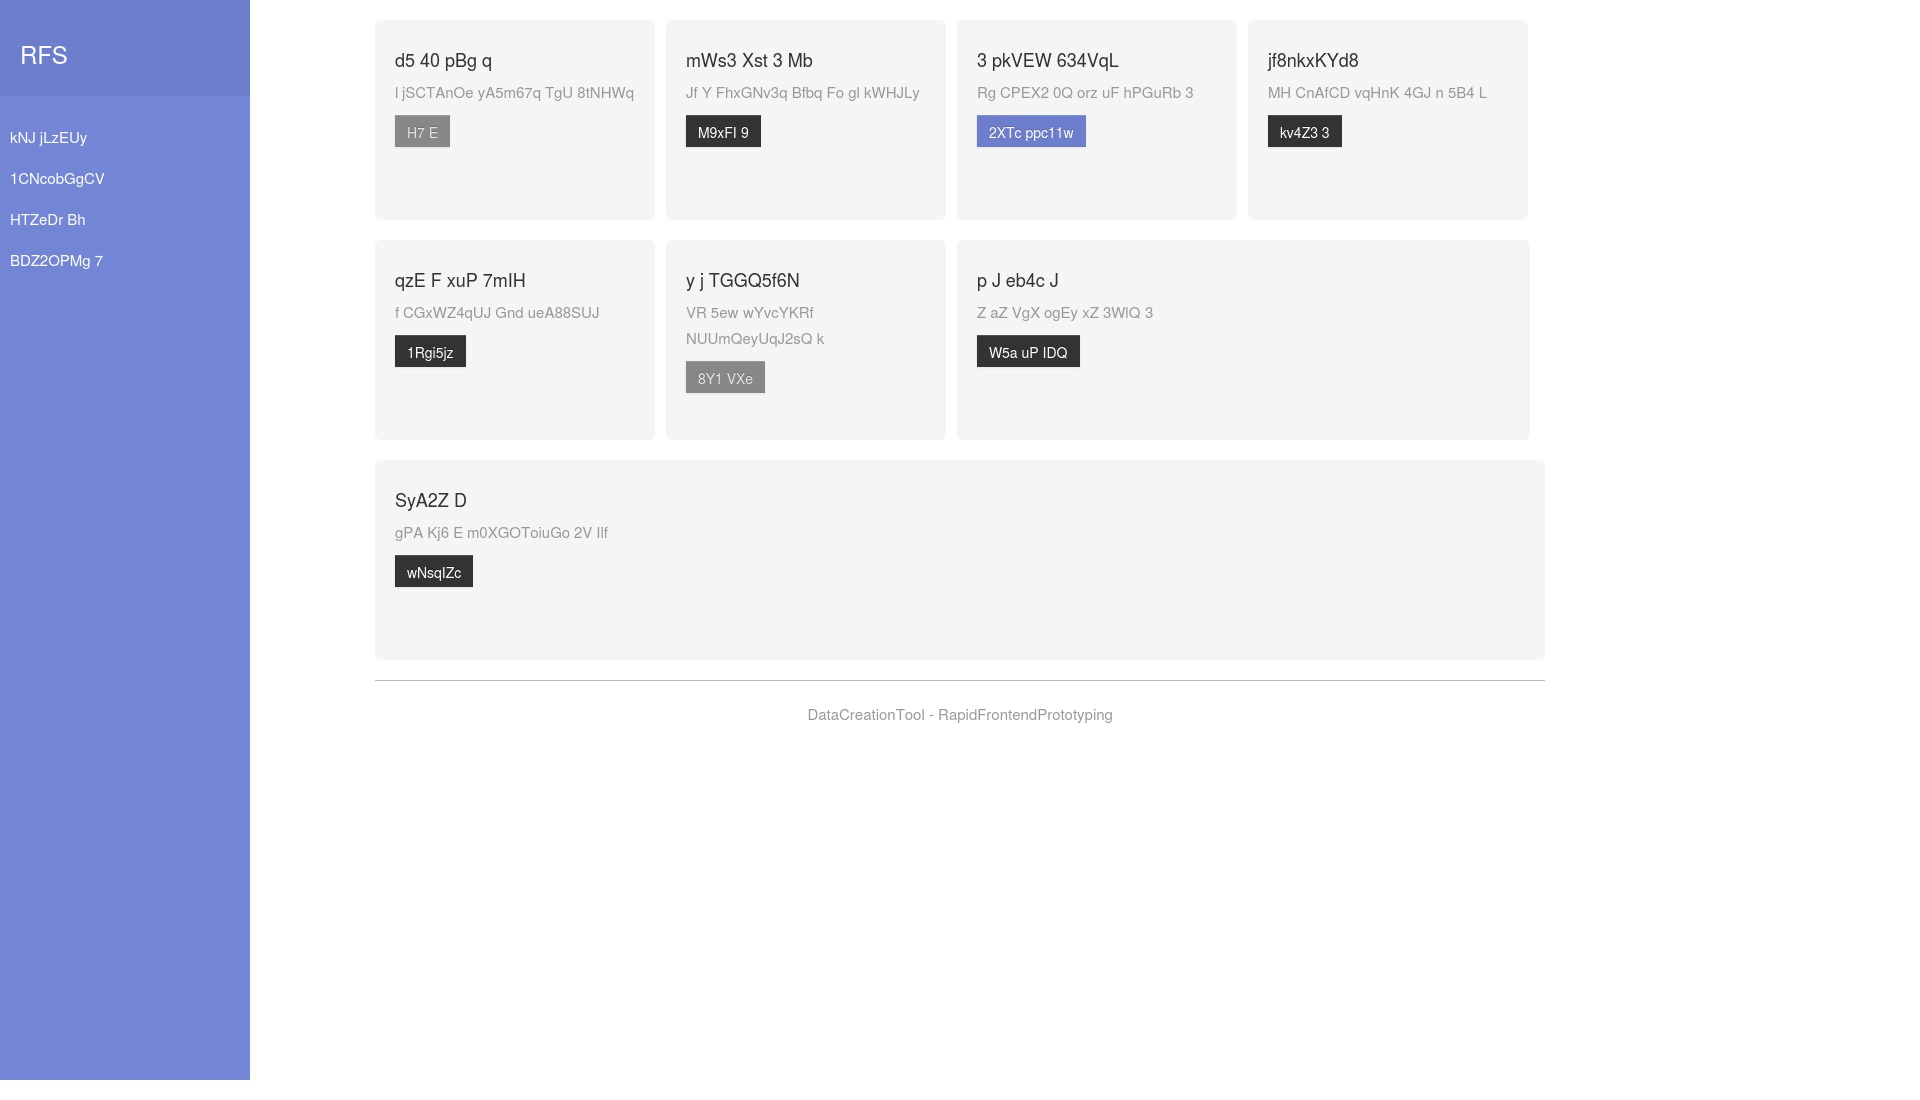 RFS
kNJ jLzEUy
1CNcobGgCV
HTZeDr Bh
BDZ2OPMg 7
d5 40 pBg q
l jSCTAnOe yA5m67q TgU 8tNHWq
H7 E
mWs3 Xst 3 Mb
Jf Y FhxGNv3q Bfbq Fo gl kWHJLy
M9xFI 9
3 pkVEW 634VqL
Rg CPEX2 0Q orz uF hPGuRb 3
2XTc ppc11w
jf8nkxKYd8
MH CnAfCD vqHnK 4GJ n 5B4 L
kv4Z3 3
qzE F xuP 7mIH
f CGxWZ4qUJ Gnd ueA88SUJ
1Rgi5jz
y j TGGQ5f6N
VR 5ew wYvcYKRf
NUUmQeyUqJ2sQ k
8Y1 VXe
p J eb4c J
Z aZ VgX ogEy xZ 3WlQ 3
W5a uP IDQ
SyA2Z D
gPA Kj6 E m0XGOToiuGo 2V Ilf
wNsqIZc
DataCreationTool - RapidFrontendPrototyping